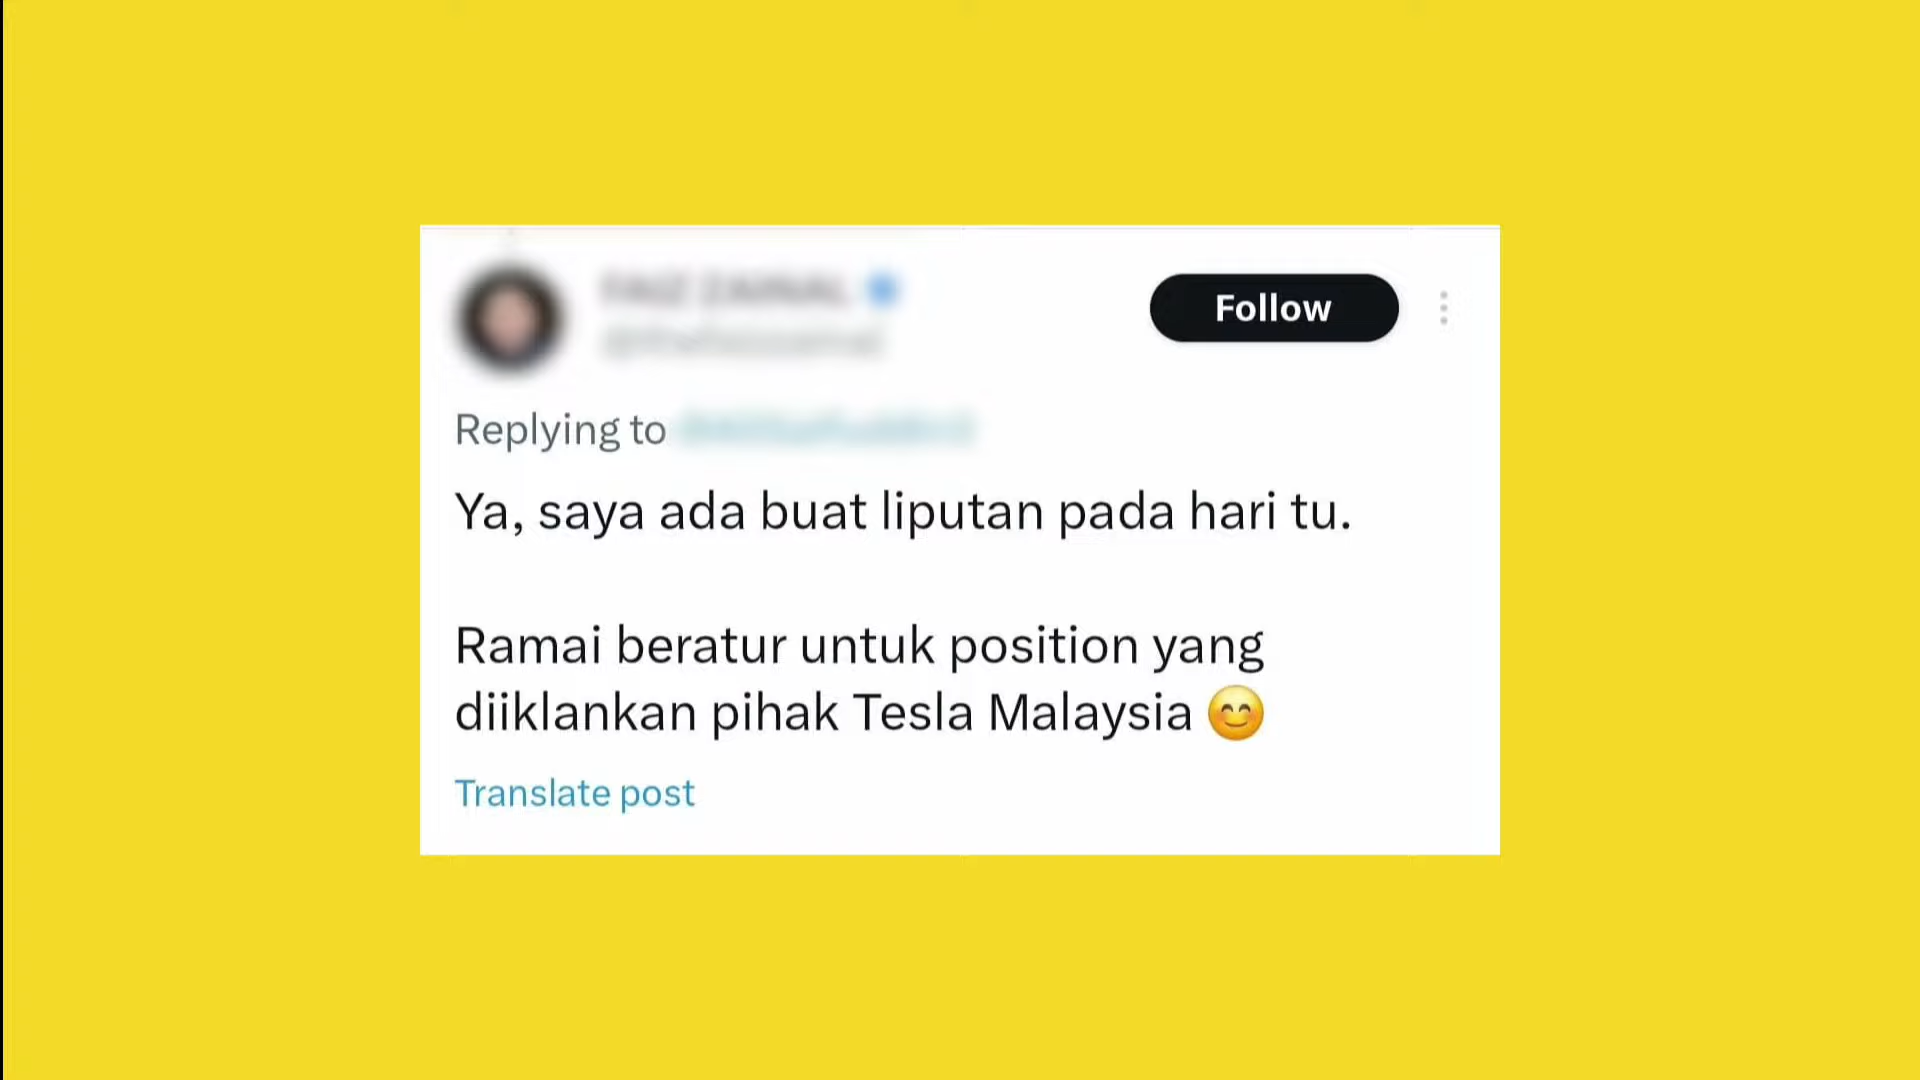 Follow
Replying to
Ya, saya ada buat liputan pada hari tu.
Ramai beratur untuk position yang
diiklankan pihak Tesla Malaysia 😊
Translate post